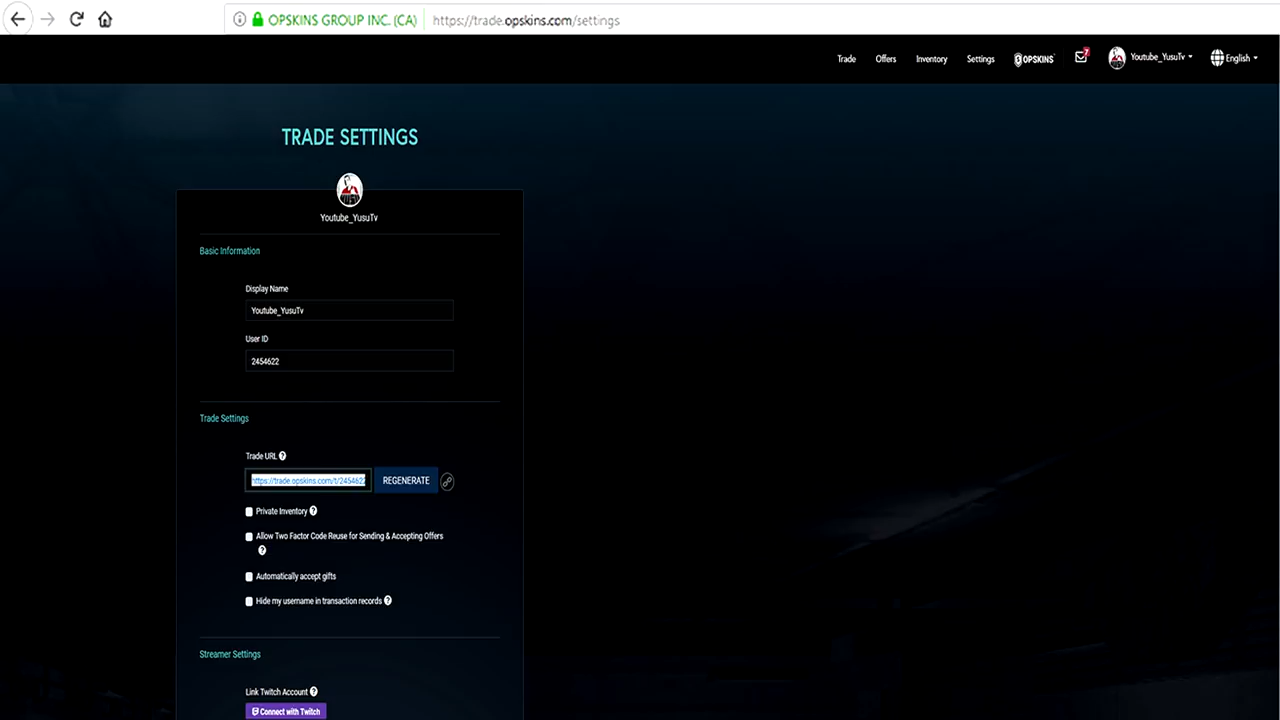 OPSKINS GROUP INC. (CA) https://trade.opskins.com/settings
Trade Offers Inventory Settings OPSKINS 7 Youtube_YusuTv English
TRADE SETTINGS
Youtube_YusuTv
Basic Information
Display Name
Youtube_YusuTv
User ID
2454622
Trade Settings
Trade URL ?
https://trade.opskins.com/t/2454622 REGENERATE
Private Inventory ?
Allow Two Factor Code Reuse for Sending & Accepting Offers
?
Automatically accept gifts
Hide my username in transaction records ?
Streamer Settings
Link Twitch Account ?
Connect with Twitch